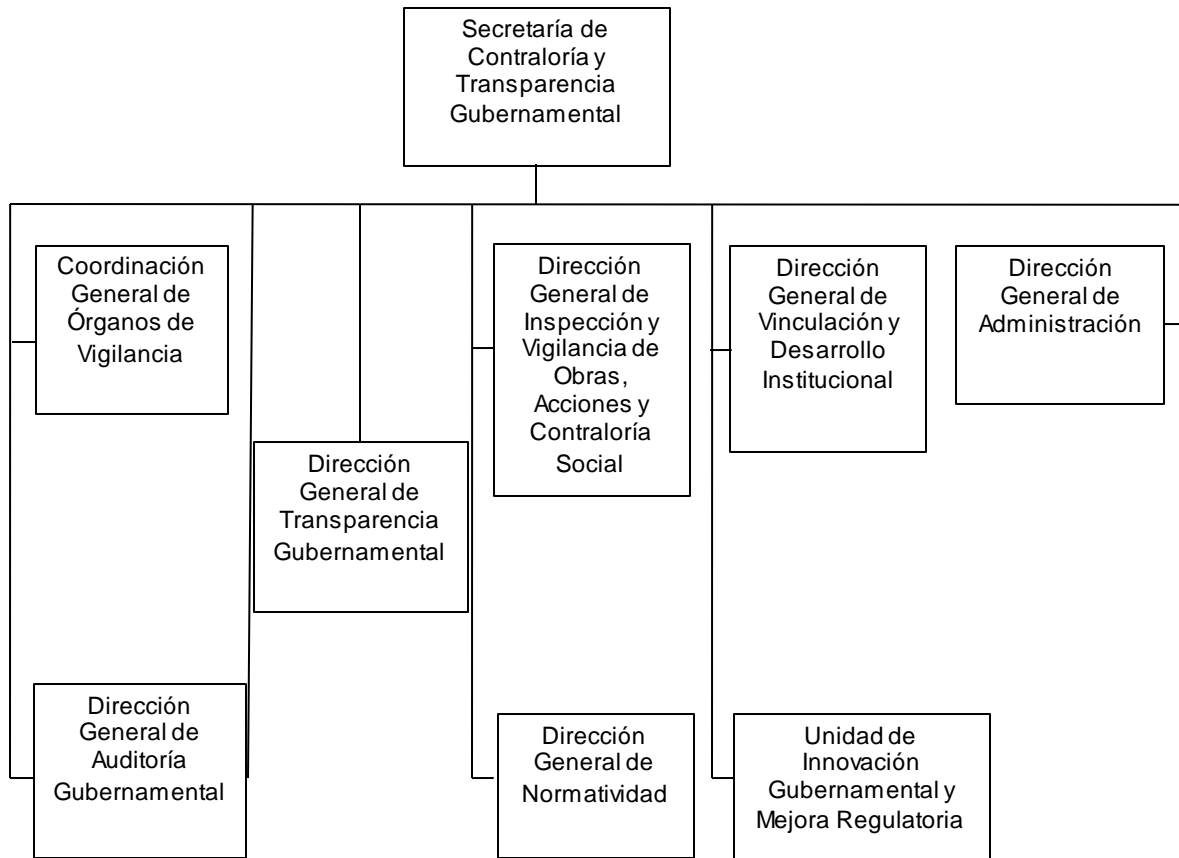 Secretaría de
Contraloría y
Transparencia
Gubernamental
Coordinación
General de
Órganos de
Vigilancia
Dirección
General de
Inspección y
Vigilancia de
Obras,
Acciones y
Contraloría
Social
Dirección
General de
Vinculación y
Desarrollo
Institucional
Dirección
General de
Administración
Dirección
General de
Transparencia
Gubernamental
Dirección
General de
Auditoría
Gubernamental
Dirección
General de
Normatividad
Unidad de
Innovación
Gubernamental y
Mejora Regulatoria